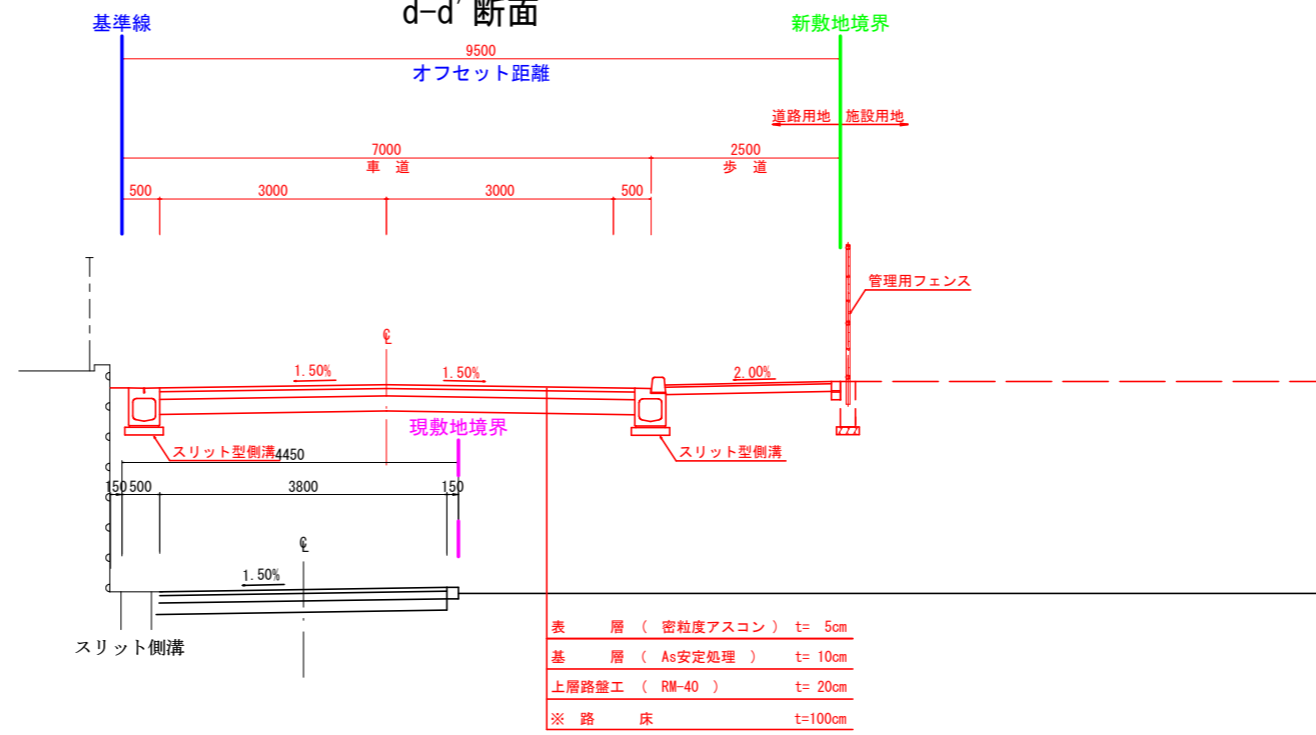 d-d' 断面
基準線
新敷地境界
9500
オフセット距離
道路用地 施設用地
7000
車 道
2500
歩 道
500 3000 3000 500
管理用フェンス
1.50% 1.50% 2.00%
現敷地境界
スリット型側溝
スリット型側溝
4450
150 500 3800 150
1.50%
スリット側溝
表 層 ( 密粒度アスコン ) t= 5cm
基 層 ( As安定処理 ) t= 10cm
上層路盤工 ( RM-40 ) t= 20cm
※ 路 床 t=100cm